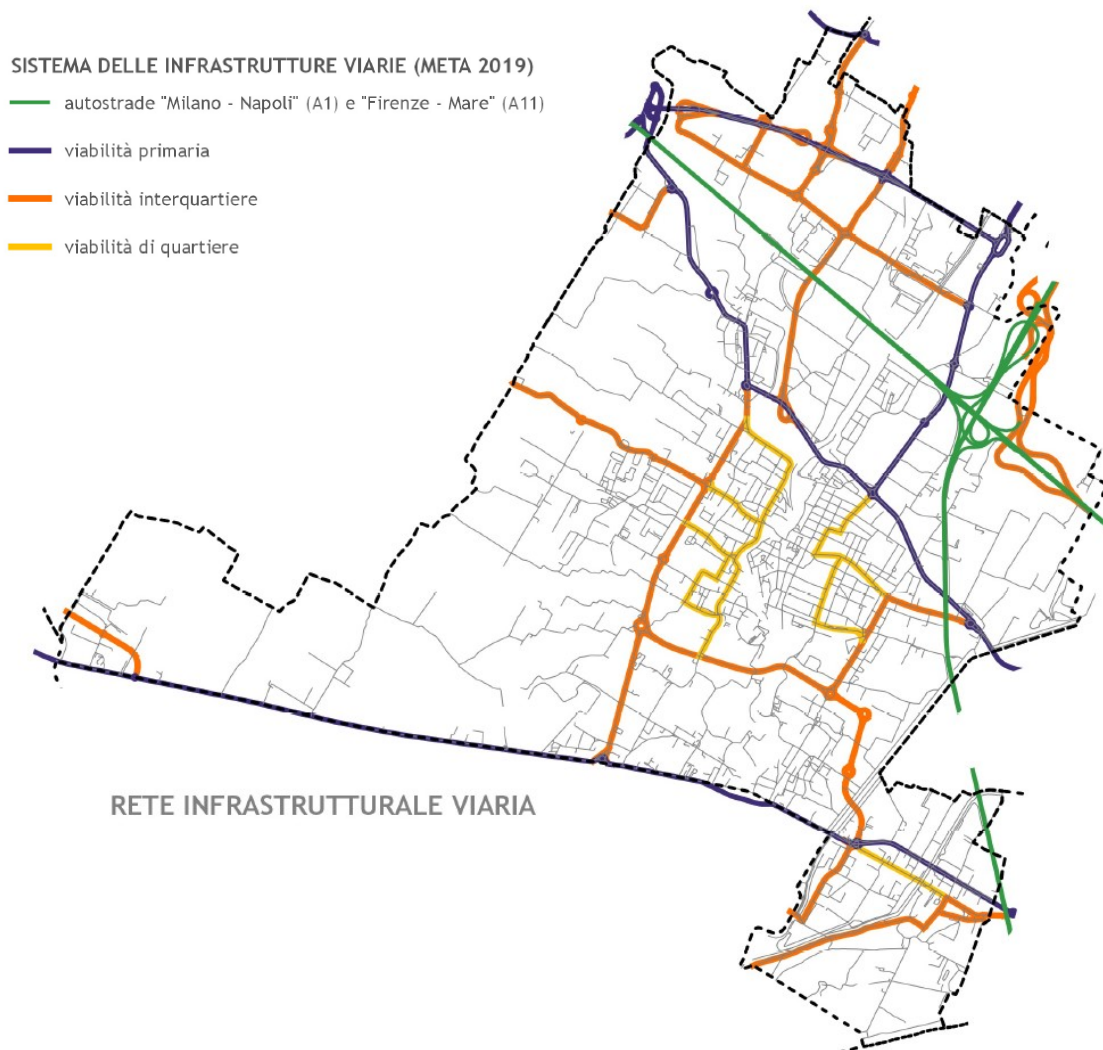 SISTEMA DELLE INFRASTRUTTURE VIARIE (META 2019)
autostrade "Milano - Napoli" (A1) e "Firenze - Mare" (A11)
viabilità primaria
viabilità interquartiere
viabilità di quartiere
RETE INFRASTRUTTURALE VIARIA